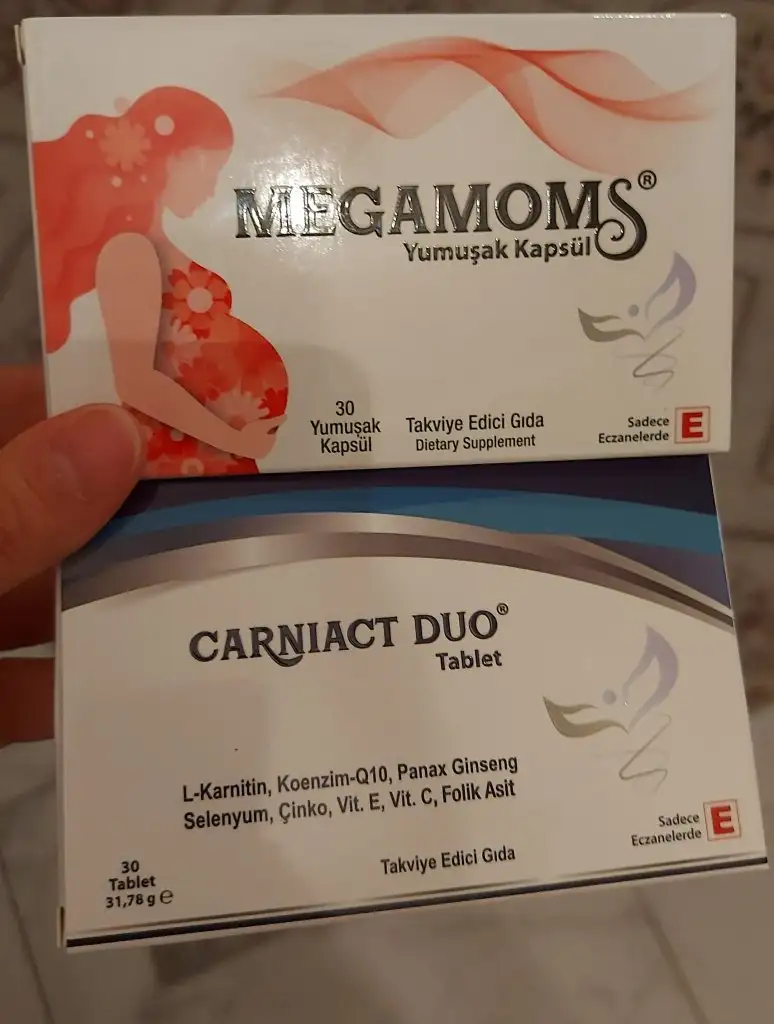 MEGAMOMS®
Yumuşak Kapsül
30
Yumuşak
Kapsül
Takviye Edici Gıda
Dietary Supplement
Sadece
Eczanelerde
E
CARNIACT DUO®
Tablet
L-Karnitin, Koenzim-Q10, Panax Ginseng
Selenyum, Çinko, Vit. E, Vit. C, Folik Asit
30
Tablet
31,78 g ℮
Takviye Edici Gıda
Sadece
Eczanelerde
E